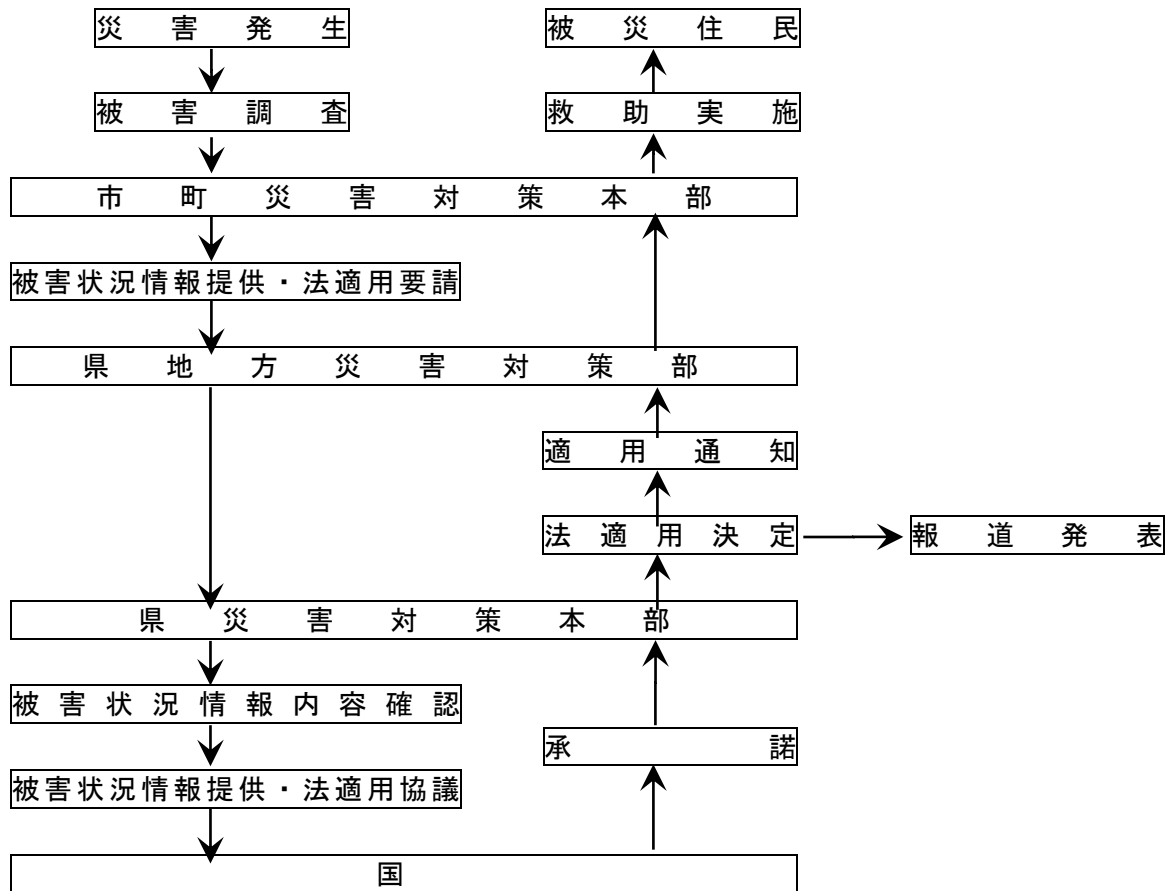 災害発生
被災住民
被害調査
救助実施
市町災害対策本部
被害状況情報提供・法適用要請
県地方災害対策部
適用通知
法適用決定
報道発表
県災害対策本部
被害状況情報内容確認
承諾
被害状況情報提供・法適用協議
国